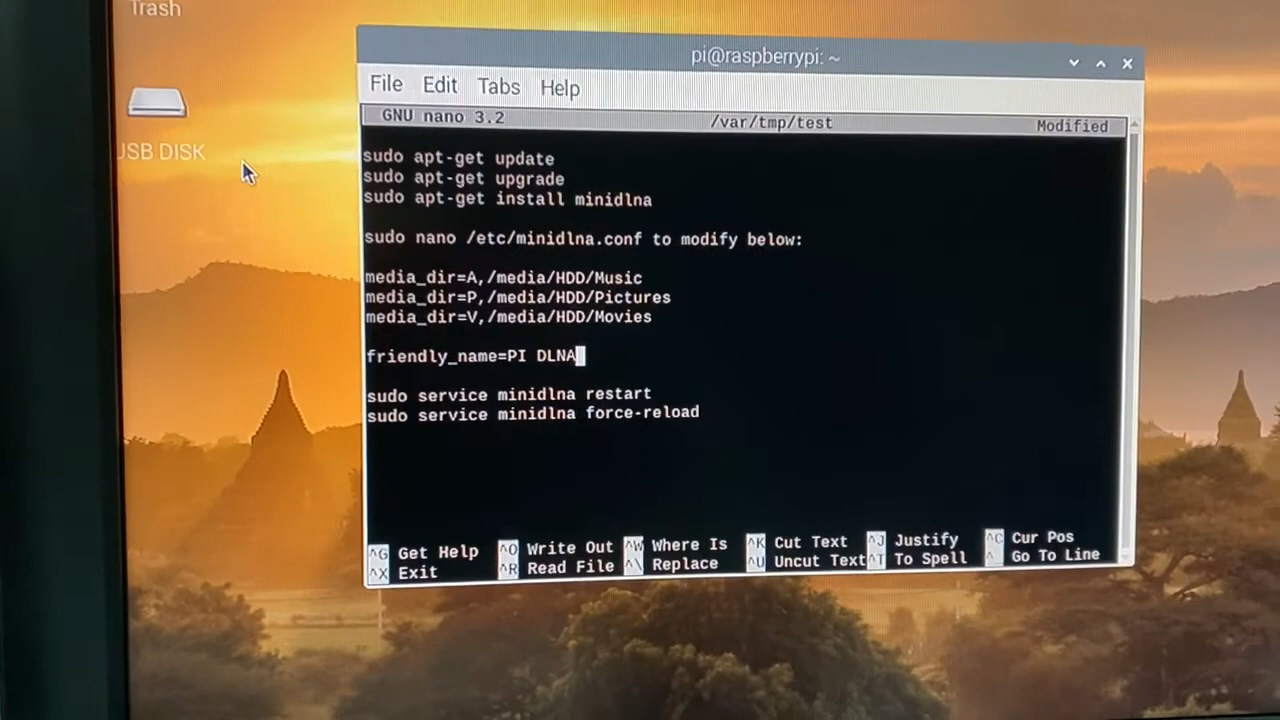 Trash
USB DISK
pi@raspberrypi: ~
File Edit Tabs Help
GNU nano 3.2 /var/tmp/test Modified
sudo apt-get update
sudo apt-get upgrade
sudo apt-get install minidlna
sudo nano /etc/minidlna.conf to modify below:
media_dir=A,/media/HDD/Music
media_dir=P,/media/HDD/Pictures
media_dir=V,/media/HDD/Movies
friendly_name=PI DLNA
sudo service minidlna restart
sudo service minidlna force-reload
^G Get Help ^O Write Out ^W Where Is ^K Cut Text ^J Justify ^C Cur Pos
^X Exit ^R Read File ^\ Replace ^U Uncut Text ^T To Spell ^_ Go To Line